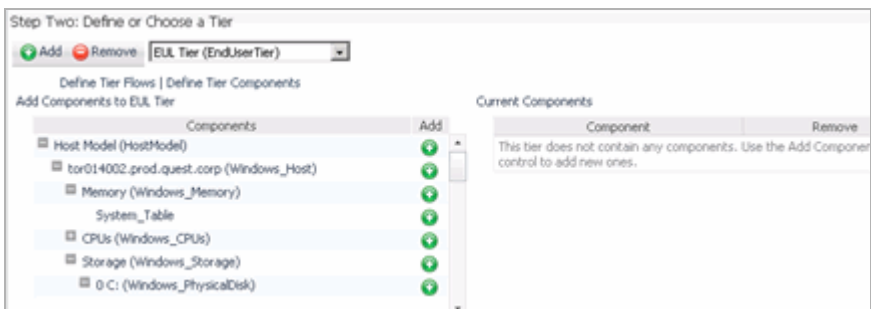 Step Two: Define or Choose a Tier
Add Remove EUL Tier (EndUserTier)
Define Tier Flows | Define Tier Components
Add Components to EUL Tier
Components Add
Host Model (HostModel)
tor014002.prod.quest.corp (Windows_Host)
Memory (Windows_Memory)
System_Table
CPUs (Windows_CPUs)
Storage (Windows_Storage)
0 C: (Windows_PhysicalDisk)
Current Components
Component Remove
This tier does not contain any components. Use the Add Componen
control to add new ones.